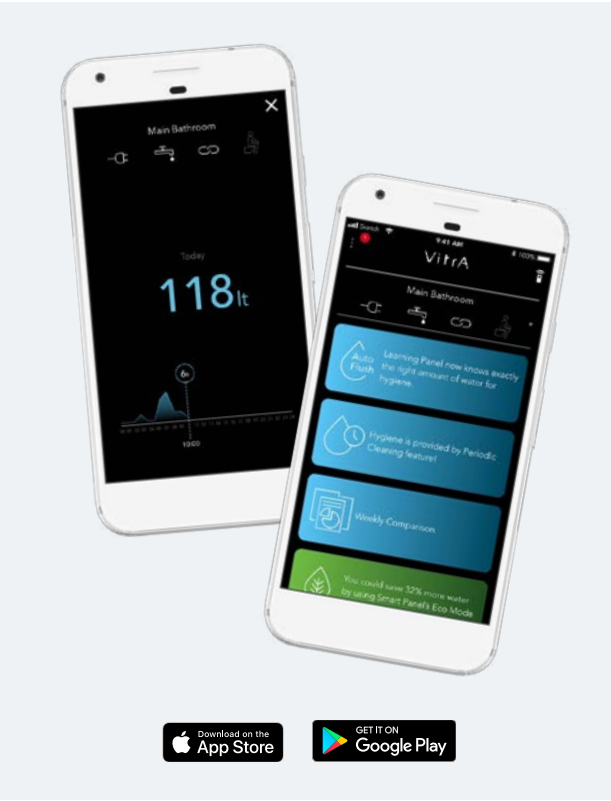 Main Bathroom
Today
118lt
10:00
Search
9:41 AM
100%
VitrA
Main Bathroom
Auto
Flush
Learning Panel now knows exactly
the right amount of water for
hygiene.
Hygiene is provided by Periodic
Cleaning feature!
Weekly Comparison
You could save 32% more water
by using Smart Panel's Eco Mode
Download on the
App Store
GET IT ON
Google Play